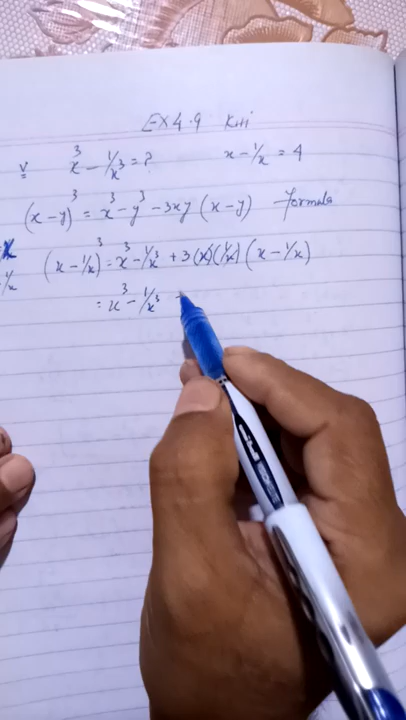 EX 4.9 Khi
v x³ - 1/x³ = ? x - 1/x = 4
(x-y)³ = x³ - y³ - 3xy (x-y) formula
x (x - 1/x)³ = x³ - 1/x³ + 3(x)(1/x) (x - 1/x)
1/x
= x³ - 1/x³